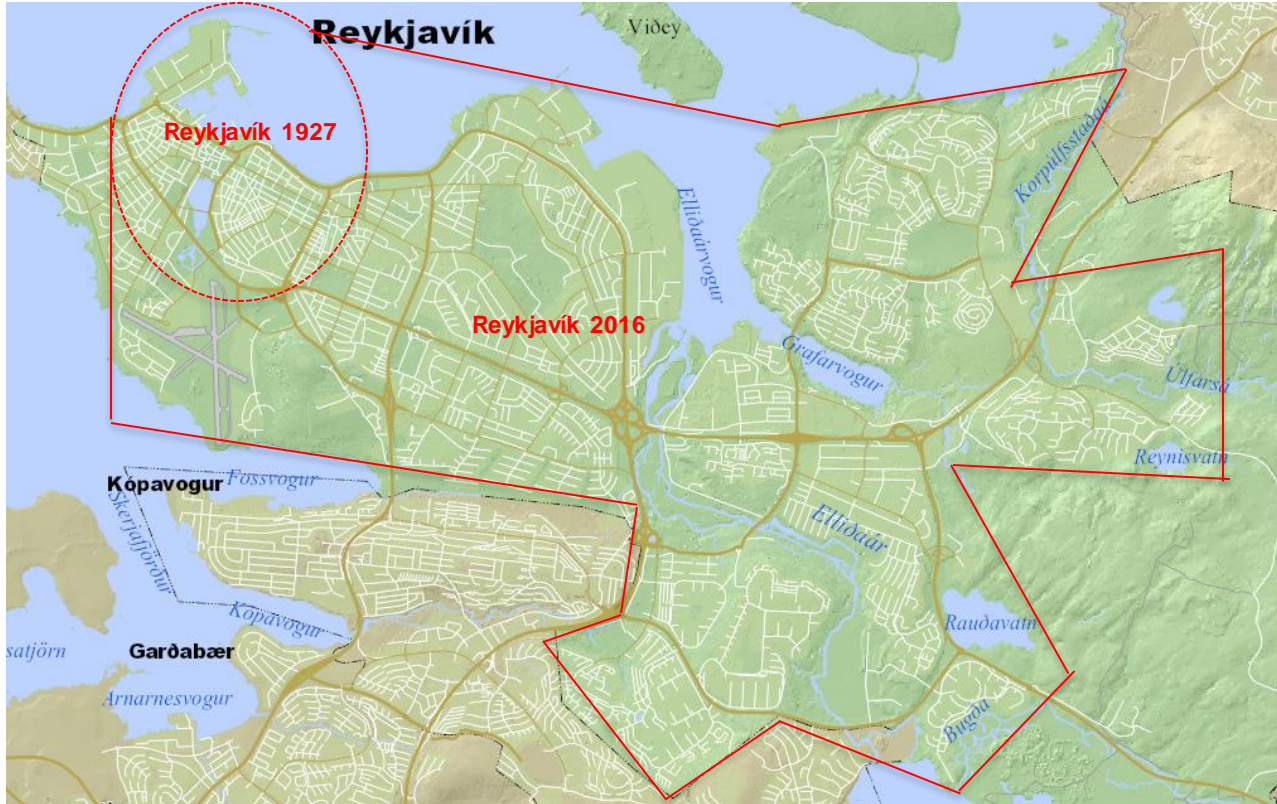 Reykjavík
Viðey
Reykjavík 1927
Korpúlfsstaðaá
Elliðaárvogur
Reykjavík 2016
Grafarvogur
Úlfarsá
Reynisvatn
Fossvogur
Kópavogur
Skerjafjörður
Elliðaár
Kópavogur
Rauðavatn
satjörn
Garðabær
Arnarnesvogur
Bugða